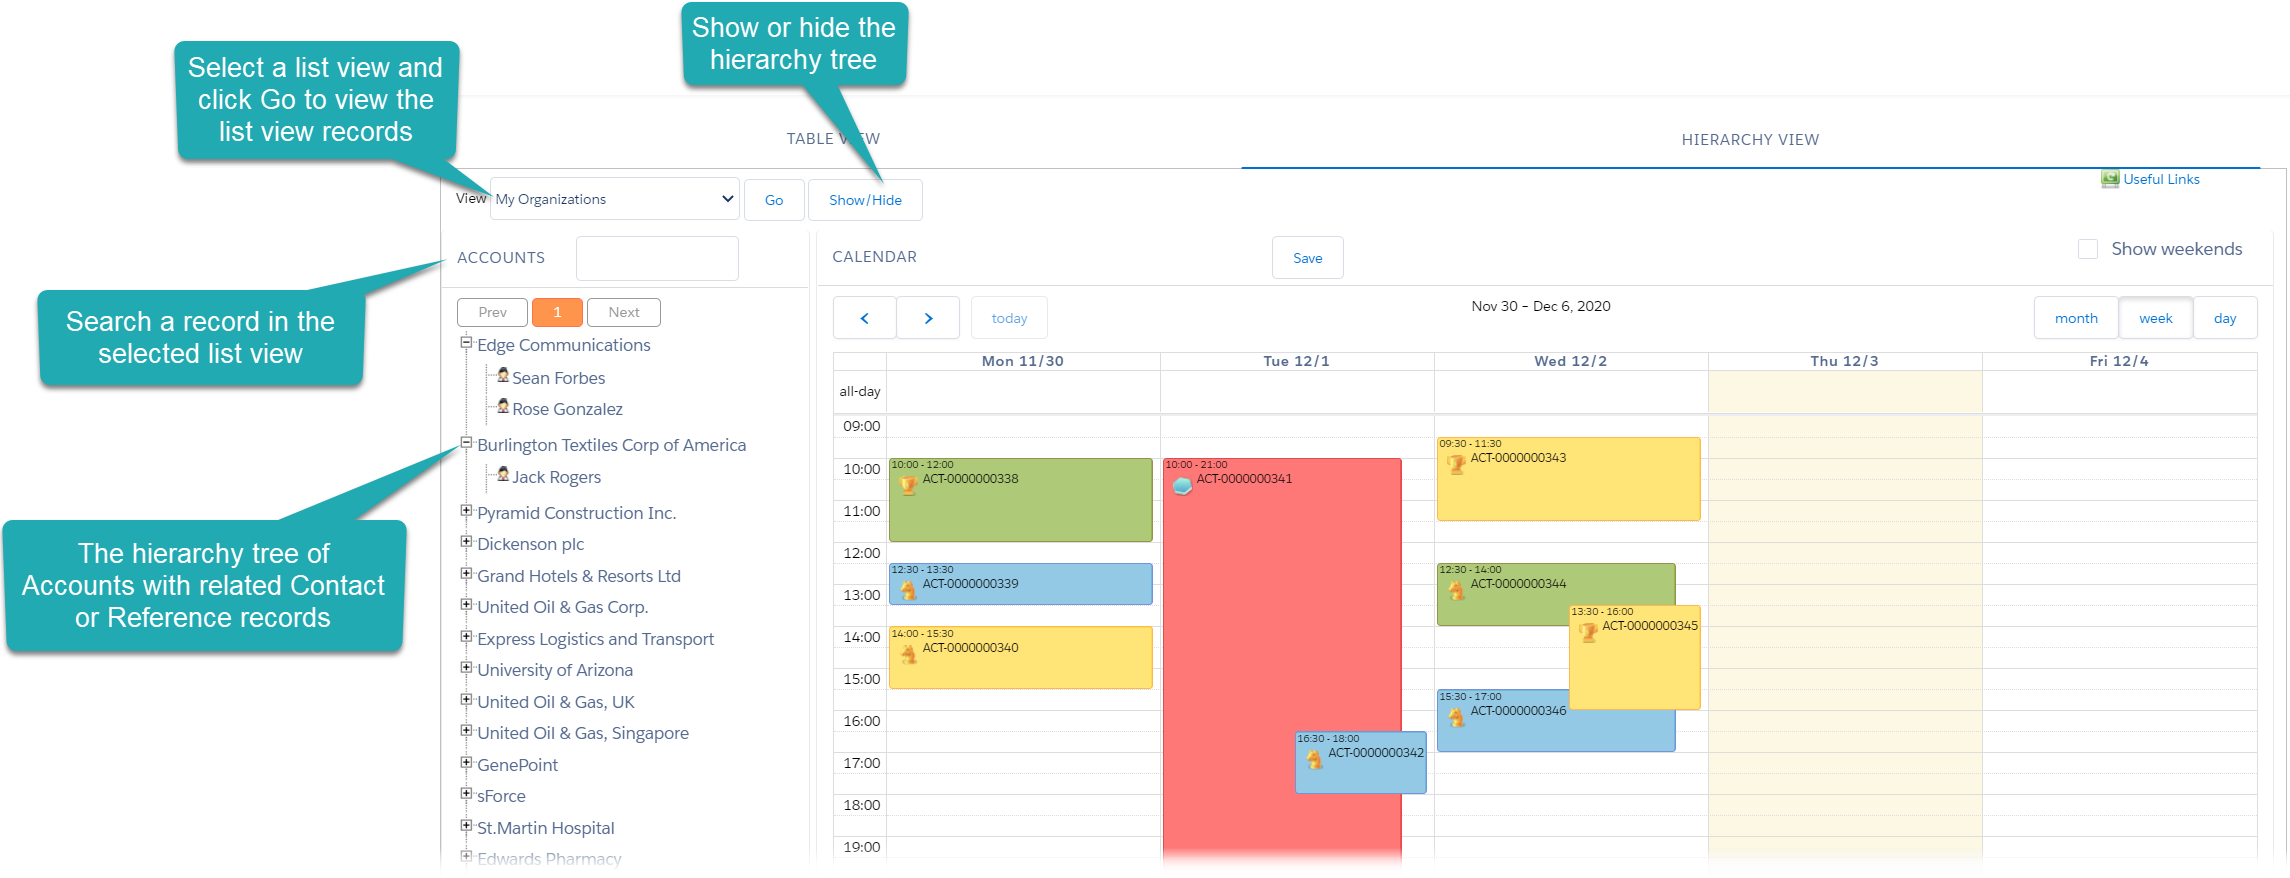 Show or hide the
hierarchy tree
Select a list view and
click Go to view the
list view records
TABLE VIEW
HIERARCHY VIEW
Useful Links
View
My Organizations
Go
Show/Hide
ACCOUNTS
CALENDAR
Save
Show weekends
Search a record in the
selected list view
Prev
1
Next
<
>
today
Nov 30 – Dec 6, 2020
month
week
day
Edge Communications
Sean Forbes
Rose Gonzalez
Burlington Textiles Corp of America
Jack Rogers
Pyramid Construction Inc.
Dickenson plc
Grand Hotels & Resorts Ltd
United Oil & Gas Corp.
Express Logistics and Transport
University of Arizona
United Oil & Gas, UK
United Oil & Gas, Singapore
GenePoint
sForce
St.Martin Hospital
Edwards Pharmacy
The hierarchy tree of
Accounts with related Contact
or Reference records
Mon 11/30
Tue 12/1
Wed 12/2
Thu 12/3
Fri 12/4
all-day
09:00
10:00
11:00
12:00
13:00
14:00
15:00
16:00
17:00
18:00
19:00
10:00 - 12:00
ACT-0000000338
12:30 - 13:30
ACT-0000000339
14:00 - 15:30
ACT-0000000340
10:00 - 21:00
ACT-0000000341
16:30 - 18:00
ACT-0000000342
09:30 - 11:30
ACT-0000000343
12:30 - 14:00
ACT-0000000344
13:30 - 16:00
ACT-0000000345
15:30 - 17:00
ACT-0000000346